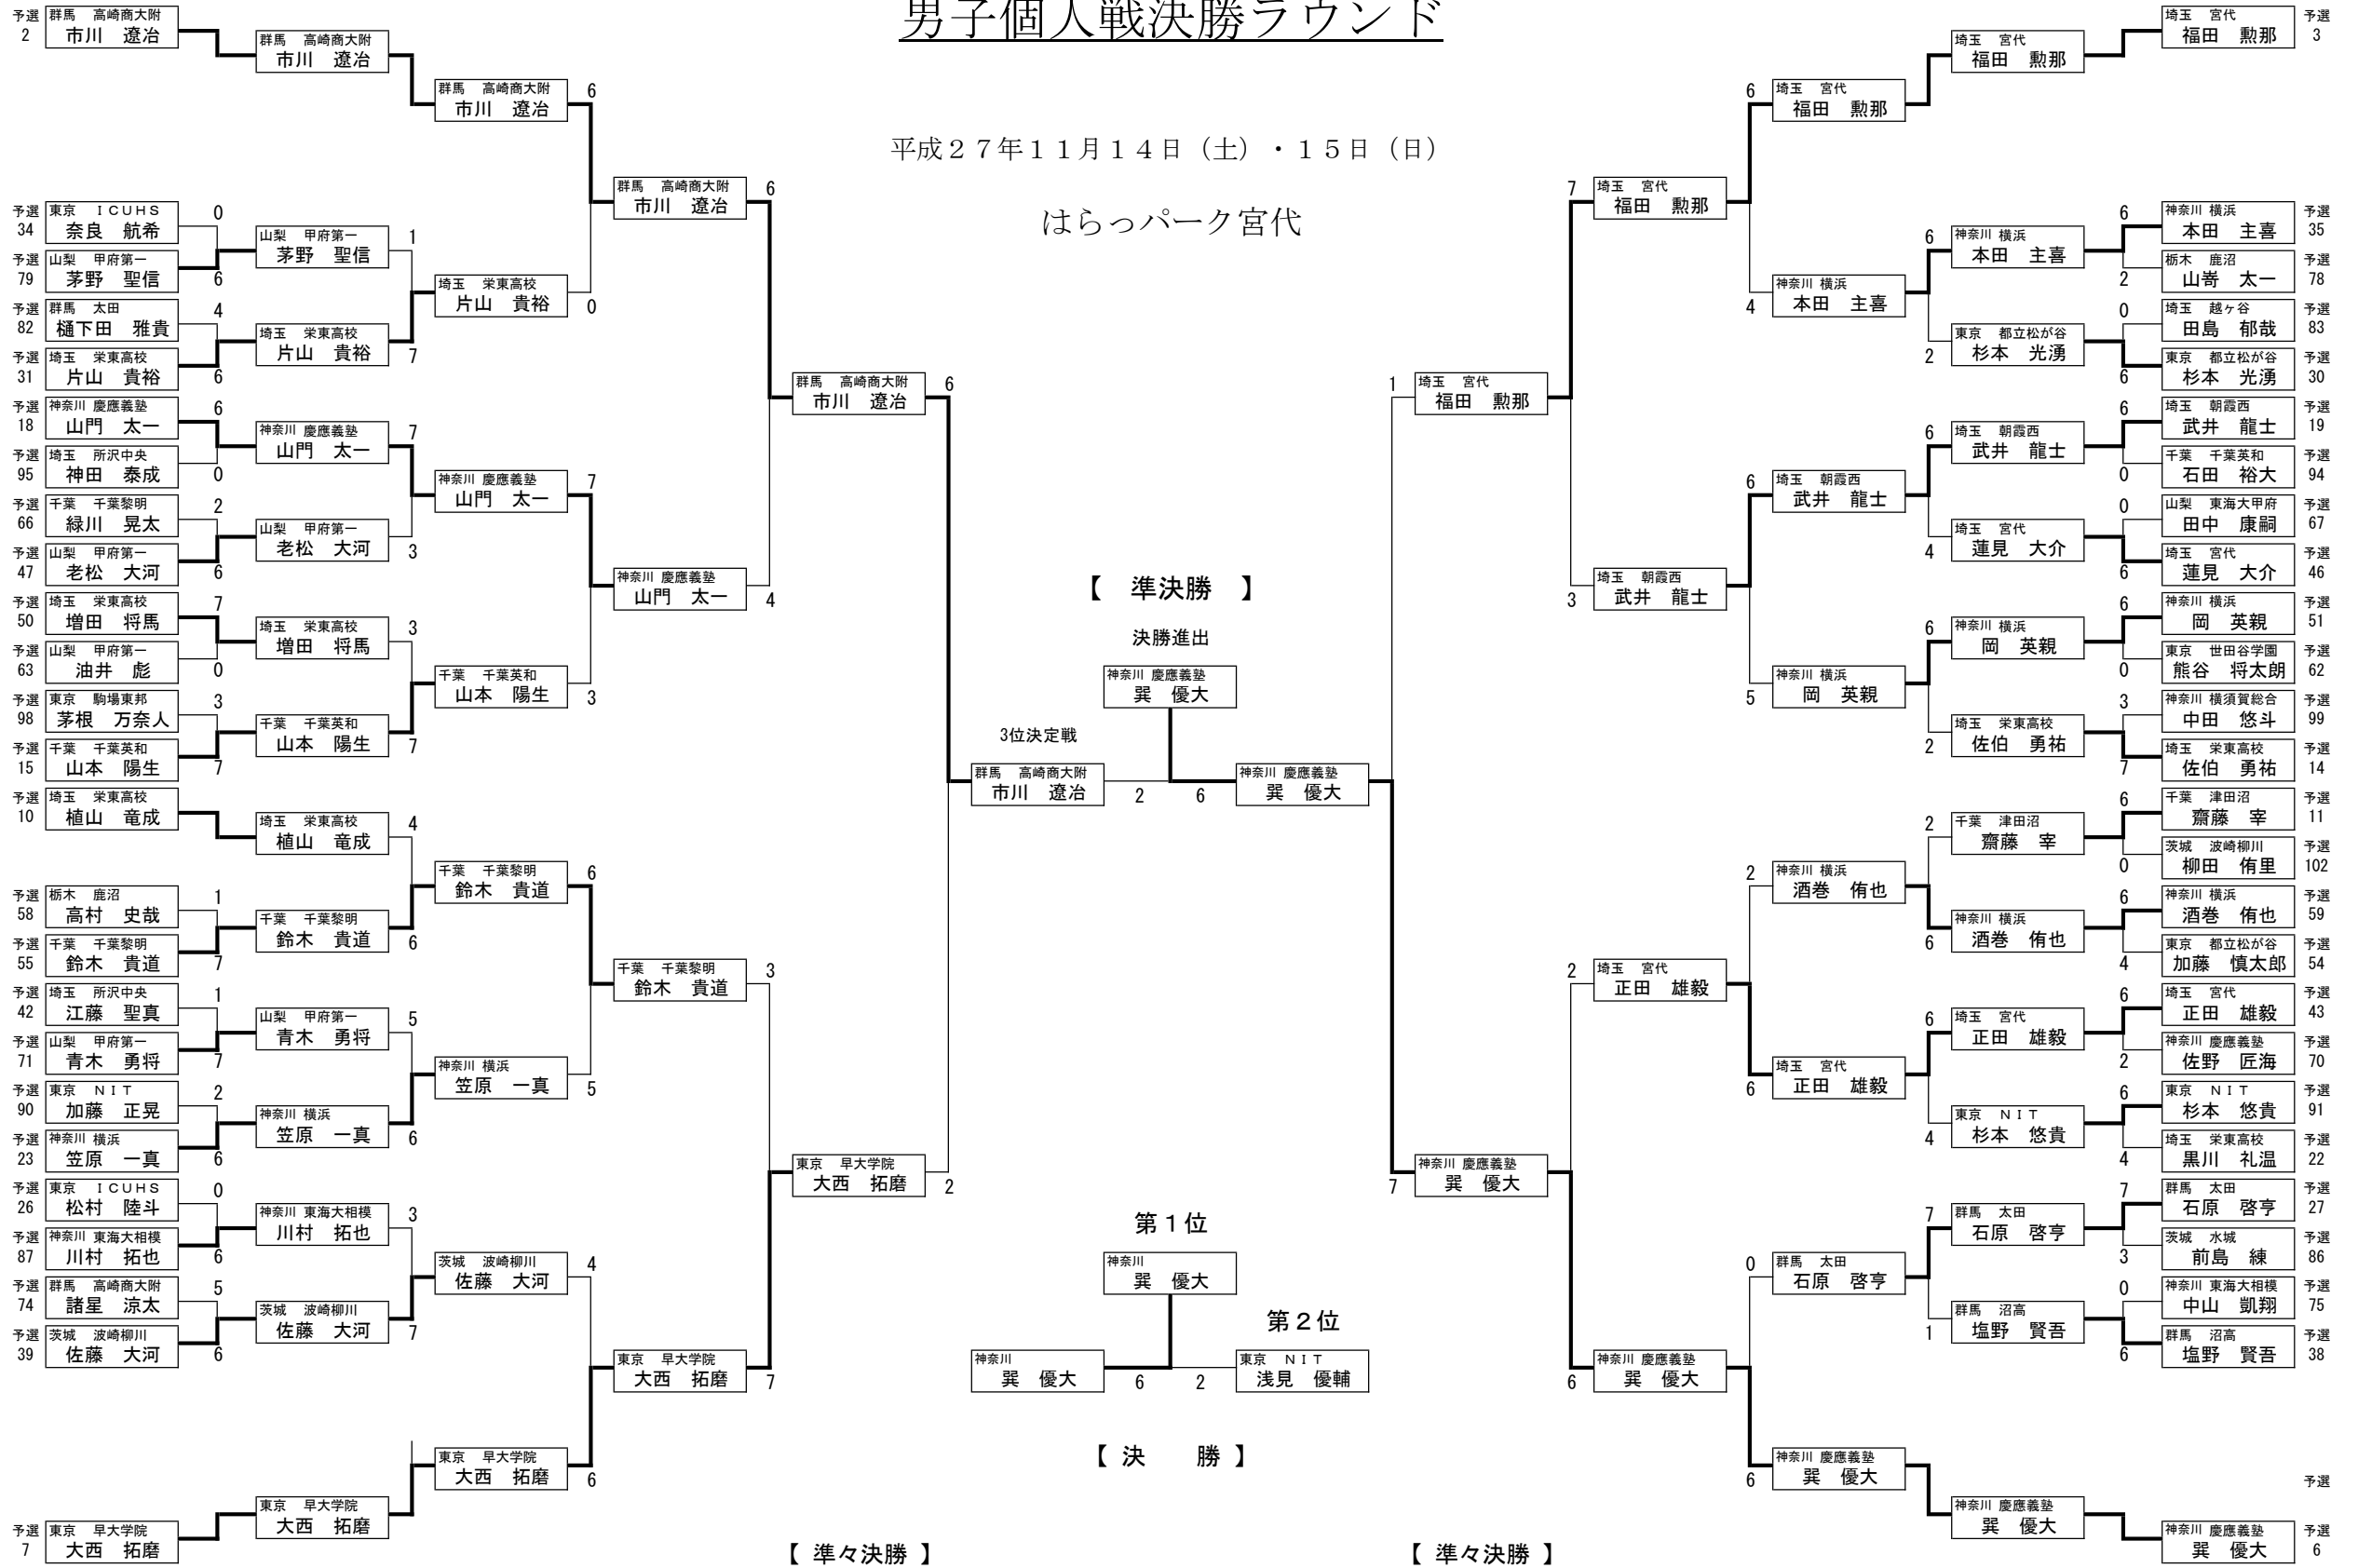 男子個人戦決勝ラウンド
平成２７年１１月１４日（土）・１５日（日）
はらっパーク宮代
予選 群馬 高崎商大附
2 市川 遼冶
予選 東京 ＩＣＵＨＳ 0
34 奈良 航希
予選 山梨 甲府第一
79 茅野 聖信 6
予選 群馬 太田 4
82 樋下田 雅貴
予選 埼玉 栄東高校
31 片山 貴裕 6
予選 神奈川 慶應義塾 6
18 山門 太一
予選 埼玉 所沢中央
95 神田 泰成 0
予選 千葉 千葉黎明 2
66 緑川 晃太
予選 山梨 甲府第一
47 老松 大河 6
予選 埼玉 栄東高校 7
50 増田 将馬
予選 山梨 甲府第一
63 油井 彪 0
予選 東京 駒場東邦 3
98 茅根 万奈人
予選 千葉 千葉英和
15 山本 陽生 7
予選 埼玉 栄東高校
10 植山 竜成
予選 栃木 鹿沼 1
58 高村 史哉
予選 千葉 千葉黎明
55 鈴木 貴道 7
予選 埼玉 所沢中央 1
42 江藤 聖真
予選 山梨 甲府第一
71 青木 勇将 7
予選 東京 ＮＩＴ 2
90 加藤 正晃
予選 神奈川 横浜
23 笠原 一真 6
予選 東京 ＩＣＵＨＳ 0
26 松村 陸斗
予選 神奈川 東海大相模
87 川村 拓也 6
予選 群馬 高崎商大附 5
74 諸星 涼太
予選 茨城 波崎柳川
39 佐藤 大河 6
予選 東京 早大学院
7 大西 拓磨
群馬 高崎商大附
市川 遼冶
山梨 甲府第一 1
茅野 聖信
埼玉 栄東高校
片山 貴裕 7
神奈川 慶應義塾 7
山門 太一
山梨 甲府第一
老松 大河 3
埼玉 栄東高校 3
増田 将馬
千葉 千葉英和
山本 陽生 7
埼玉 栄東高校 4
植山 竜成
千葉 千葉黎明
鈴木 貴道 6
山梨 甲府第一 5
青木 勇将
神奈川 横浜
笠原 一真 6
神奈川 東海大相模 3
川村 拓也
茨城 波崎柳川
佐藤 大河 7
東京 早大学院
大西 拓磨
群馬 高崎商大附 6
市川 遼冶
埼玉 栄東高校
片山 貴裕 0
神奈川 慶應義塾 7
山門 太一
千葉 千葉英和
山本 陽生 3
千葉 千葉黎明 6
鈴木 貴道
神奈川 横浜
笠原 一真 5
茨城 波崎柳川 4
佐藤 大河
東京 早大学院
大西 拓磨 6
群馬 高崎商大附 6
市川 遼冶
神奈川 慶應義塾
山門 太一 4
千葉 千葉黎明 3
鈴木 貴道
東京 早大学院
大西 拓磨 7
群馬 高崎商大附 6
市川 遼冶
東京 早大学院
大西 拓磨 2
【 準々決勝 】
【 準決勝 】
決勝進出
神奈川 慶應義塾
巽 優大
3位決定戦
群馬 高崎商大附
市川 遼冶 2
神奈川 慶應義塾
6 巽 優大
第１位
神奈川
巽 優大
第２位
神奈川
巽 優大 6
東京 ＮＩＴ
2 浅見 優輔
【 決 勝 】
1 埼玉 宮代
福田 勲那
神奈川 慶應義塾
7 巽 優大
【 準々決勝 】
7 埼玉 宮代
福田 勲那
埼玉 朝霞西
3 武井 龍士
2 埼玉 宮代
正田 雄毅
神奈川 慶應義塾
6 巽 優大
6 埼玉 宮代
福田 勲那
神奈川 横浜
4 本田 主喜
6 埼玉 朝霞西
武井 龍士
神奈川 横浜
5 岡 英親
2 神奈川 横浜
酒巻 侑也
埼玉 宮代
6 正田 雄毅
0 群馬 太田
石原 啓亨
神奈川 慶應義塾
6 巽 優大
埼玉 宮代
福田 勲那
6 神奈川 横浜
本田 主喜
東京 都立松が谷
2 杉本 光湧
6 埼玉 朝霞西
武井 龍士
埼玉 宮代
4 蓮見 大介
6 神奈川 横浜
岡 英親
埼玉 栄東高校
2 佐伯 勇祐
2 千葉 津田沼
齋藤 宰
神奈川 横浜
6 酒巻 侑也
6 埼玉 宮代
正田 雄毅
東京 ＮＩＴ
4 杉本 悠貴
7 群馬 太田
石原 啓亨
群馬 沼高
1 塩野 賢吾
神奈川 慶應義塾
巽 優大
埼玉 宮代 予選
福田 勲那 3
6 神奈川 横浜 予選
本田 主喜 35
栃木 鹿沼 予選
2 山嵜 太一 78
0 埼玉 越ヶ谷 予選
田島 郁哉 83
東京 都立松が谷 予選
6 杉本 光湧 30
6 埼玉 朝霞西 予選
武井 龍士 19
千葉 千葉英和 予選
0 石田 裕大 94
0 山梨 東海大甲府 予選
田中 康嗣 67
埼玉 宮代 予選
6 蓮見 大介 46
6 神奈川 横浜 予選
岡 英親 51
東京 世田谷学園 予選
0 熊谷 将太朗 62
3 神奈川 横須賀総合 予選
中田 悠斗 99
埼玉 栄東高校 予選
7 佐伯 勇祐 14
6 千葉 津田沼 予選
齋藤 宰 11
茨城 波崎柳川 予選
0 柳田 侑里 102
6 神奈川 横浜 予選
酒巻 侑也 59
東京 都立松が谷 予選
4 加藤 慎太郎 54
6 埼玉 宮代 予選
正田 雄毅 43
神奈川 慶應義塾 予選
2 佐野 匠海 70
6 東京 ＮＩＴ 予選
杉本 悠貴 91
埼玉 栄東高校 予選
4 黒川 礼温 22
7 群馬 太田 予選
石原 啓亨 27
茨城 水城 予選
3 前島 練 86
0 神奈川 東海大相模 予選
中山 凱翔 75
群馬 沼高 予選
6 塩野 賢吾 38
予選
神奈川 慶應義塾 予選
巽 優大 6